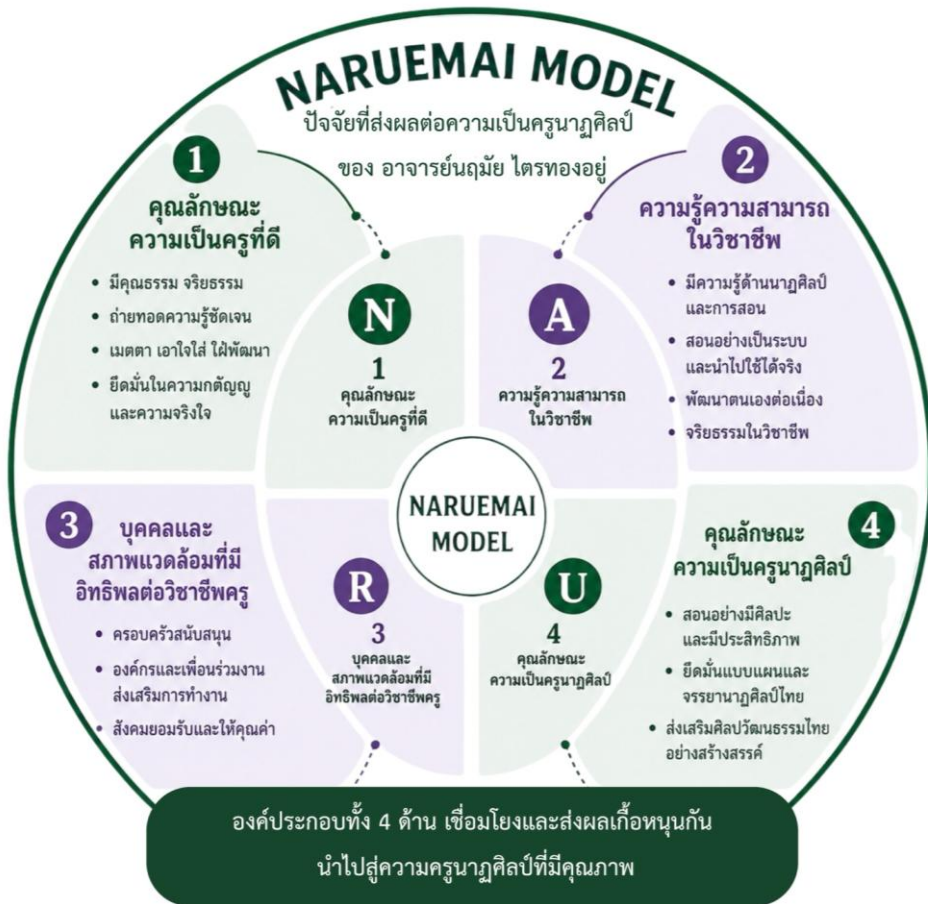 NARUEMAI MODEL
ปัจจัยที่ส่งผลต่อความเป็นครูนาฏศิลป์
ของ อาจารย์นฤมัย ไตรทองอยู่
1
คุณลักษณะ
ความเป็นครูที่ดี
• มีคุณธรรม จริยธรรม
• ถ่ายทอดความรู้ชัดเจน
• เมตตา เอาใจใส่ ใฝ่พัฒนา
• ยึดมั่นในความกตัญญู
และความจริงใจ
2
ความรู้ความสามารถ
ในวิชาชีพ
• มีความรู้ด้านนาฏศิลป์
และการสอน
• สอนอย่างเป็นระบบ
และนำไปใช้ได้จริง
• พัฒนาตนเองต่อเนื่อง
• จริยธรรมในวิชาชีพ
N
1
คุณลักษณะ
ความเป็นครูที่ดี
A
2
ความรู้ความสามารถ
ในวิชาชีพ
NARUEMAI
MODEL
3
บุคคลและ
สภาพแวดล้อมที่มี
อิทธิพลต่อวิชาชีพครู
• ครอบครัวสนับสนุน
• องค์กรและเพื่อนร่วมงาน
ส่งเสริมการทำงาน
• สังคมยอมรับและให้คุณค่า
R
3
บุคคลและ
สภาพแวดล้อมที่มี
อิทธิพลต่อวิชาชีพครู
U
4
คุณลักษณะ
ความเป็นครูนาฏศิลป์
4
คุณลักษณะ
ความเป็นครูนาฏศิลป์
• สอนอย่างมีศิลปะ
และมีประสิทธิภาพ
• ยึดมั่นแบบแผนและ
จรรยานาฏศิลป์ไทย
• ส่งเสริมศิลปวัฒนธรรมไทย
อย่างสร้างสรรค์
องค์ประกอบทั้ง 4 ด้าน เชื่อมโยงและส่งผลเกื้อหนุนกัน
นำไปสู่ความครูนาฏศิลป์ที่มีคุณภาพ